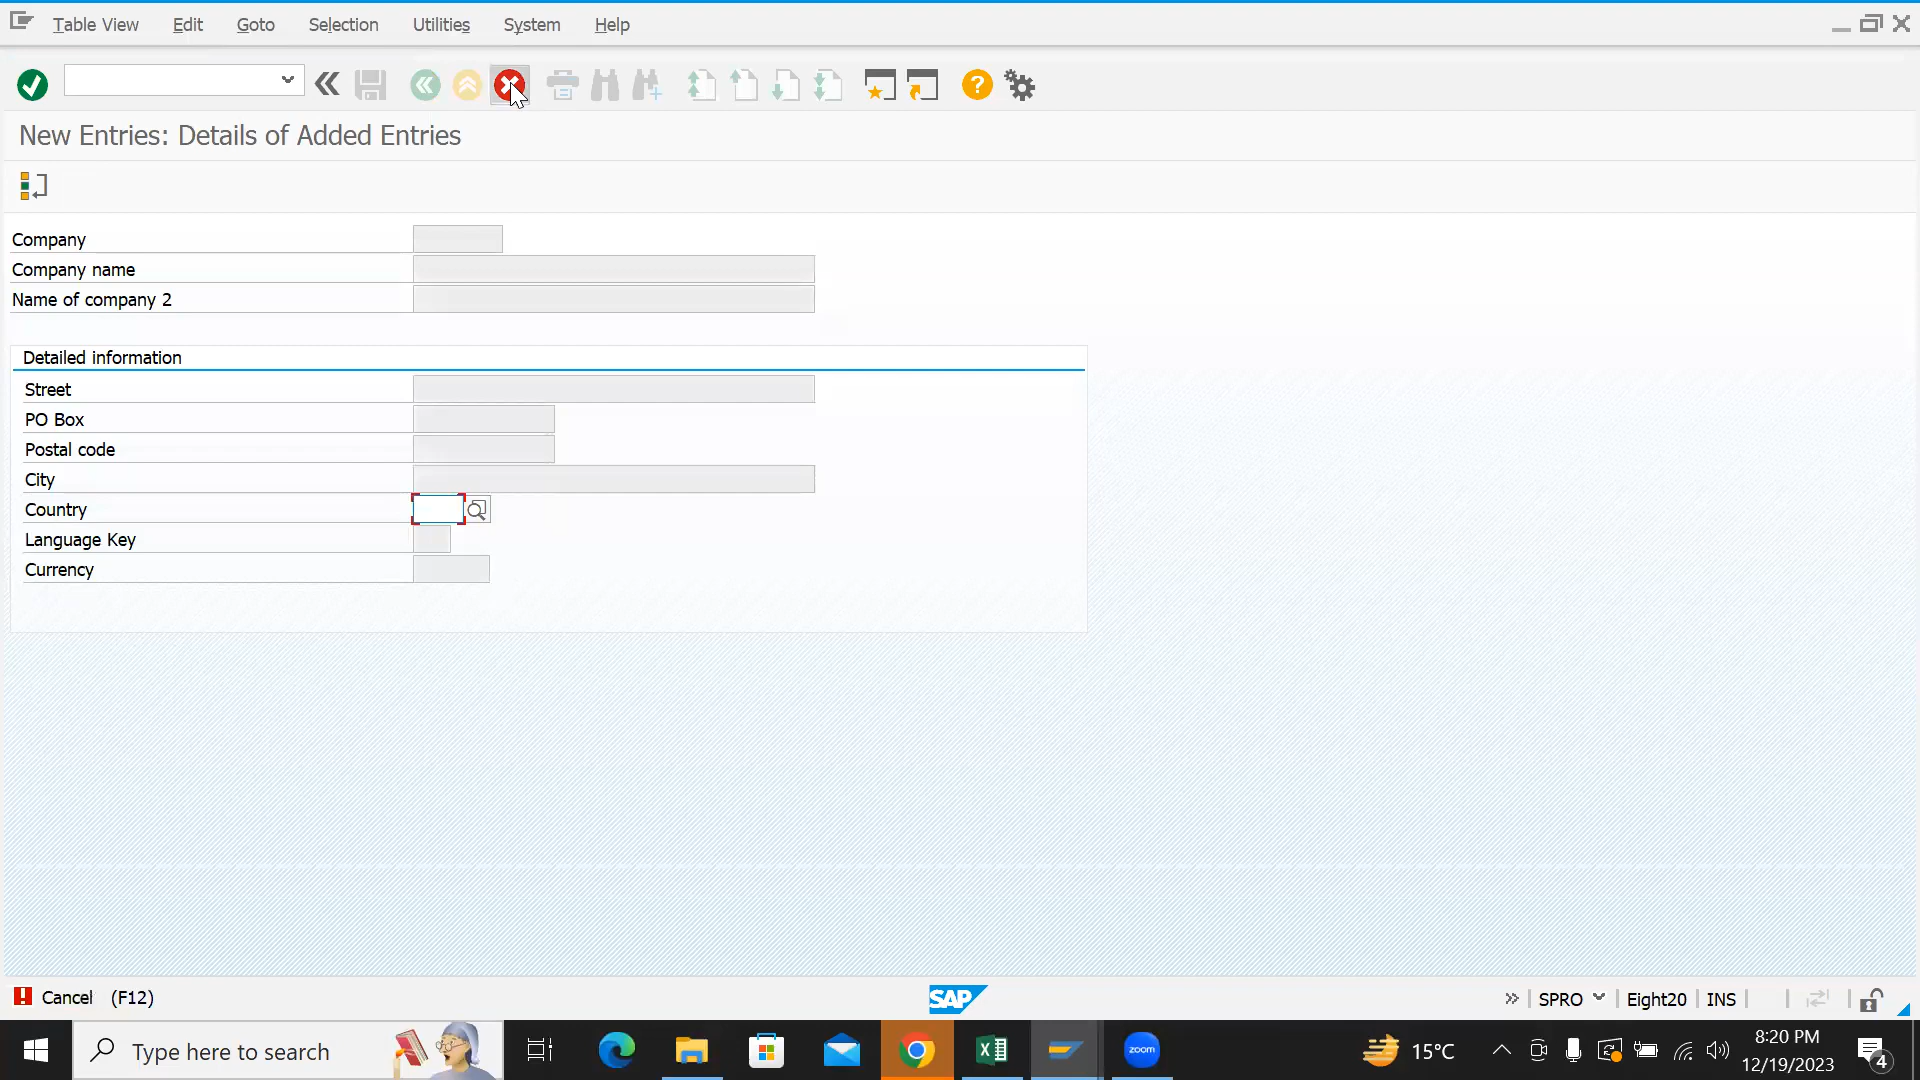 Table View Edit Goto Selection Utilities System Help
New Entries: Details of Added Entries
Company
Company name
Name of company 2
Detailed information
Street
PO Box
Postal code
City
Country
Language Key
Currency
Cancel (F12)
SAP
SPRO Eight20 INS
Type here to search
zoom
15°C
8:20 PM
12/19/2023
4